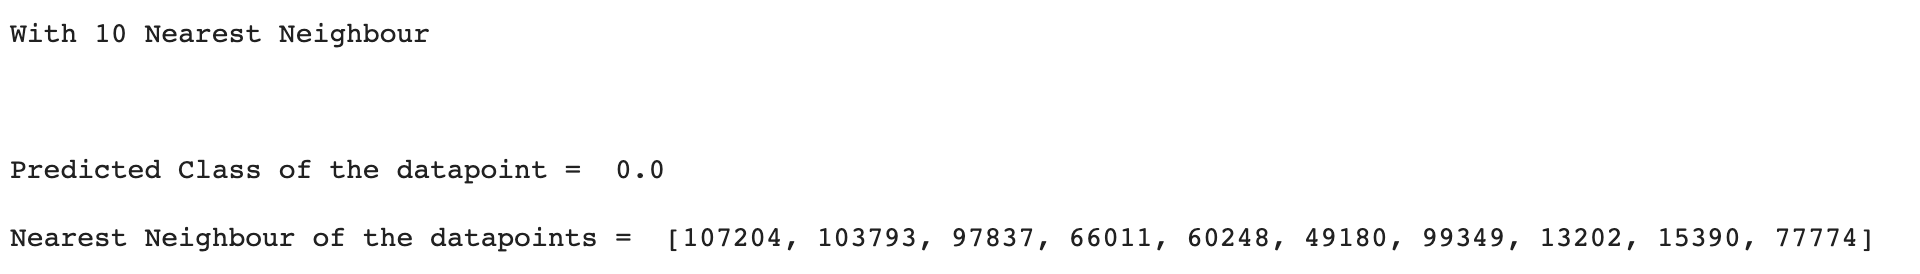 With 10 Nearest Neighbour
Predicted Class of the datapoint =  0.0
Nearest Neighbour of the datapoints =  [107204, 103793, 97837, 66011, 60248, 49180, 99349, 13202, 15390, 77774]